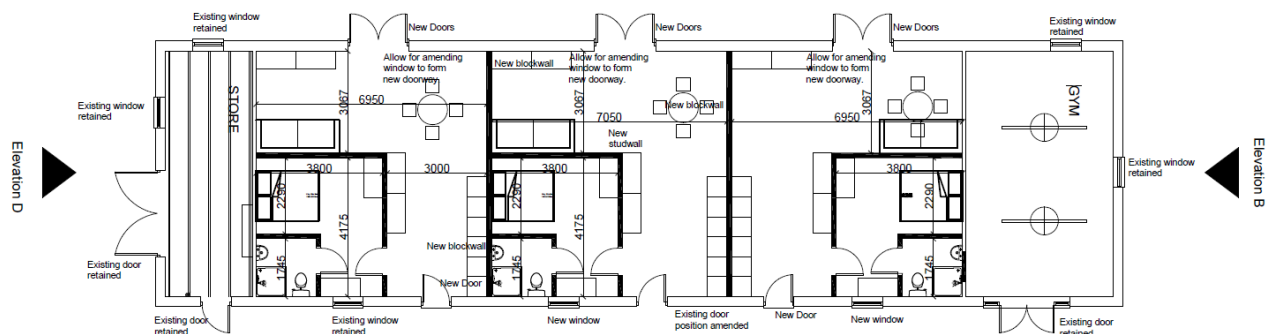 Existing window
retained
New Doors
New Doors
New Doors
Existing window
retained
Allow for amending
window to form
new doorway.
New blockwall
Allow for amending
window to form
new doorway.
Allow for amending
window to form
new doorway.
Existing window
retained
STORE
6950
3067
3067
New blockwall
7050
New
studwall
6950
3067
GYM
Existing window
retained
Elevation D
Elevation B
3800
3000
3800
3800
2290
4175
2290
4175
2290
New blockwall
1745
1745
1745
New Door
Existing door
retained
Existing door
retained
Existing window
retained
New window
Existing door
position amended
New Door
New window
Existing door
retained